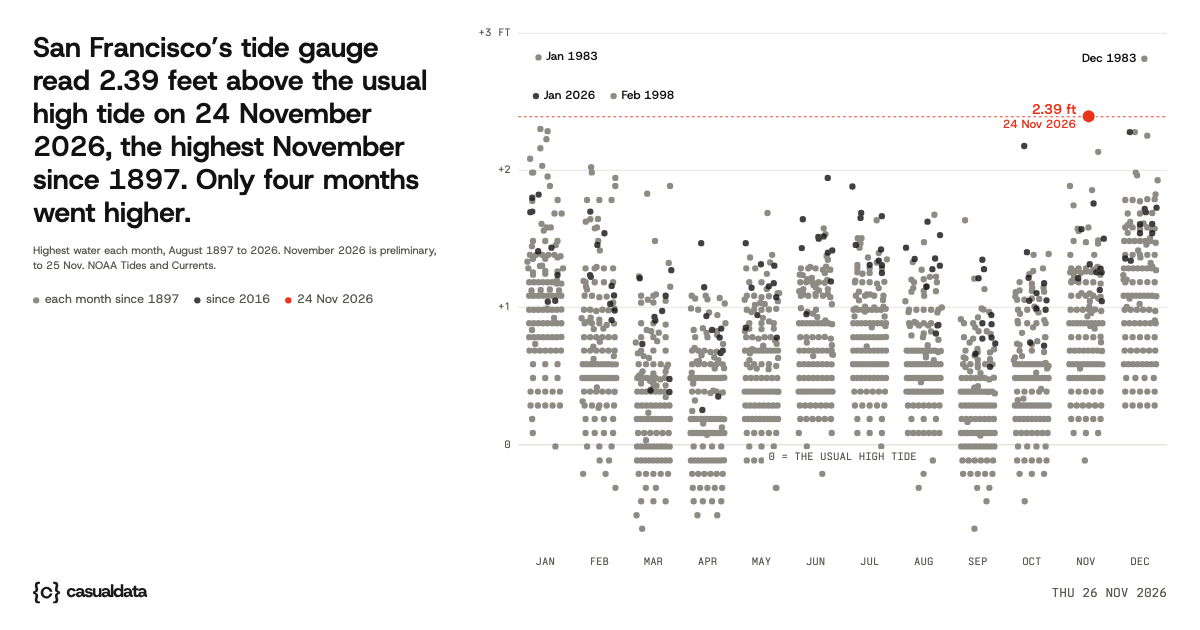 San Francisco’s tide gauge
read 2.39 feet above the usual
high tide on 24 November
2026, the highest November
since 1897. Only four months
went higher.
Highest water each month, August 1897 to 2026. November 2026 is preliminary,
to 25 Nov. NOAA Tides and Currents.
each month since 1897 since 2016 24 Nov 2026
+3 FT
Jan 1983
Dec 1983
Jan 2026 Feb 1998
2.39 ft
24 Nov 2026
+2
+1
0
0 = THE USUAL HIGH TIDE
JAN FEB MAR APR MAY JUN JUL AUG SEP OCT NOV DEC
{c} casualdata
THU 26 NOV 2026